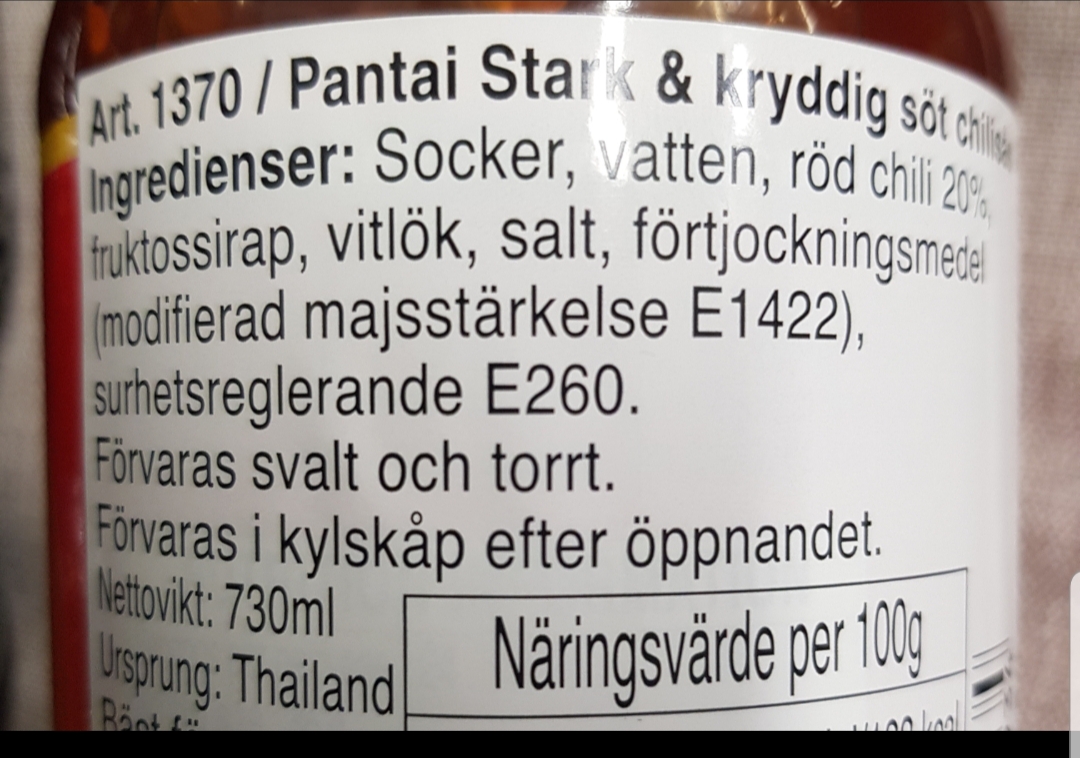 Art. 1370 / Pantai Stark & kryddig söt
Ingredienser: Socker, vatten, röd chili 20%,
fruktossirap, vitlök, salt, förtjockningsmedel
(modifierad majsstärkelse E1422),
surhetsreglerande E260.
Förvaras svalt och torrt.
Förvaras i kylskåp efter öppnandet.
Nettovikt: 730ml
Ursprung: Thailand
Näringsvärde per 100g